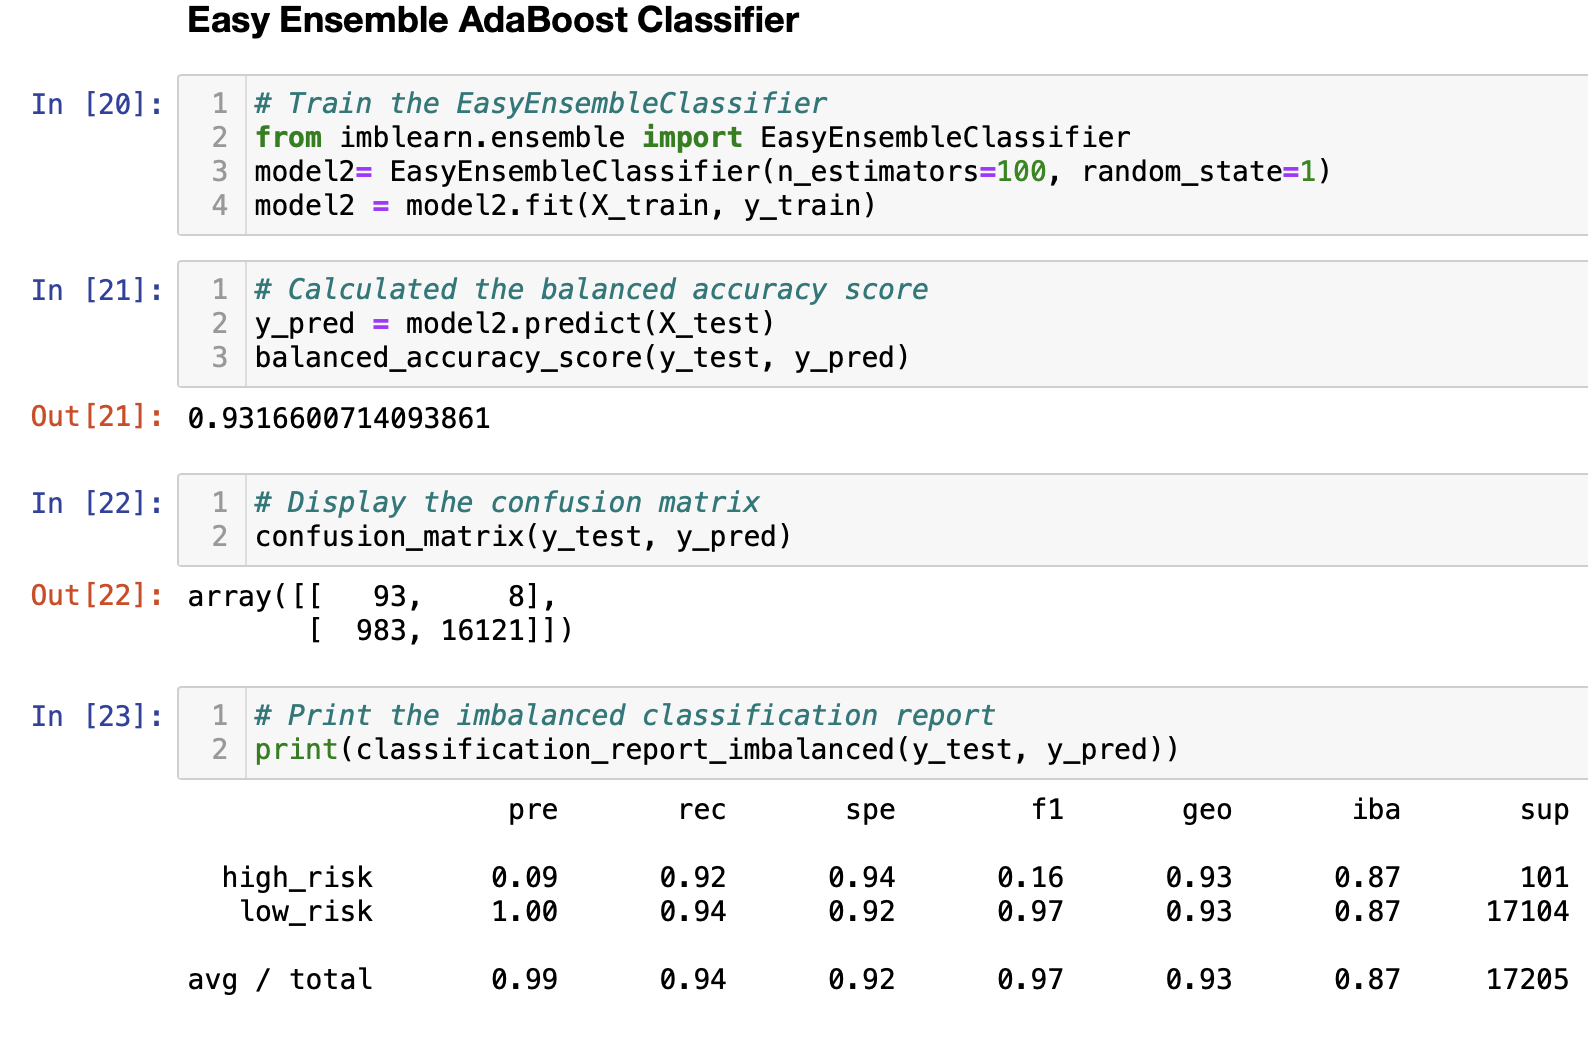 Easy Ensemble AdaBoost Classifier
In [20]:
1 # Train the EasyEnsembleClassifier
2 from imblearn.ensemble import EasyEnsembleClassifier
3 model2= EasyEnsembleClassifier(n_estimators=100, random_state=1)
4 model2 = model2.fit(X_train, y_train)
In [21]:
1 # Calculated the balanced accuracy score
2 y_pred = model2.predict(X_test)
3 balanced_accuracy_score(y_test, y_pred)
Out[21]: 0.9316600714093861
In [22]:
1 # Display the confusion matrix
2 confusion_matrix(y_test, y_pred)
Out[22]: array([[   93,     8],
       [  983, 16121]])
In [23]:
1 # Print the imbalanced classification report
2 print(classification_report_imbalanced(y_test, y_pred))
pre rec spe f1 geo iba sup
high_risk 0.09 0.92 0.94 0.16 0.93 0.87 101
low_risk 1.00 0.94 0.92 0.97 0.93 0.87 17104
avg / total 0.99 0.94 0.92 0.97 0.93 0.87 17205